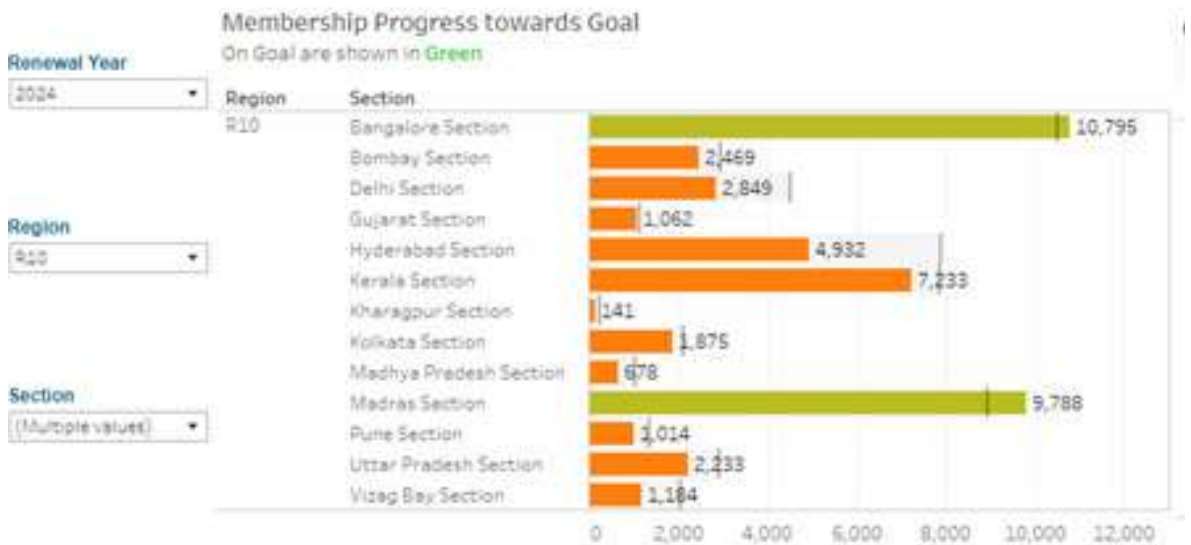 Membership Progress towards Goal
On Goal are shown in Green
Renewal Year
2024
Region
R10
Section
(Multiple values)
Region Section
R10 Bangalore Section 10,795
Bombay Section 2,469
Delhi Section 2,849
Gujarat Section 1,062
Hyderabad Section 4,932
Kerala Section 7,233
Kharagpur Section 141
Kolkata Section 1,875
Madhya Pradesh Section 678
Madras Section 9,788
Pune Section 1,014
Uttar Pradesh Section 2,233
Vizag Bay Section 1,184
0 2,000 4,000 6,000 8,000 10,000 12,000